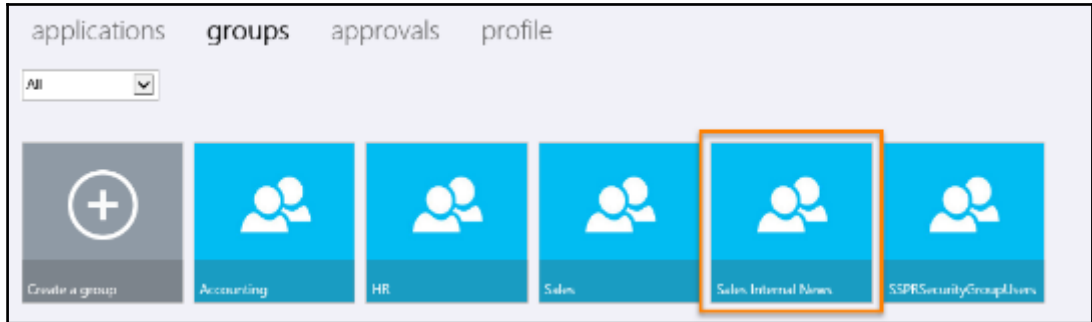 applications groups approvals profile
All
Create a group Accounting HR Sales Sales Internal News SSPRSecurityGroupUsers